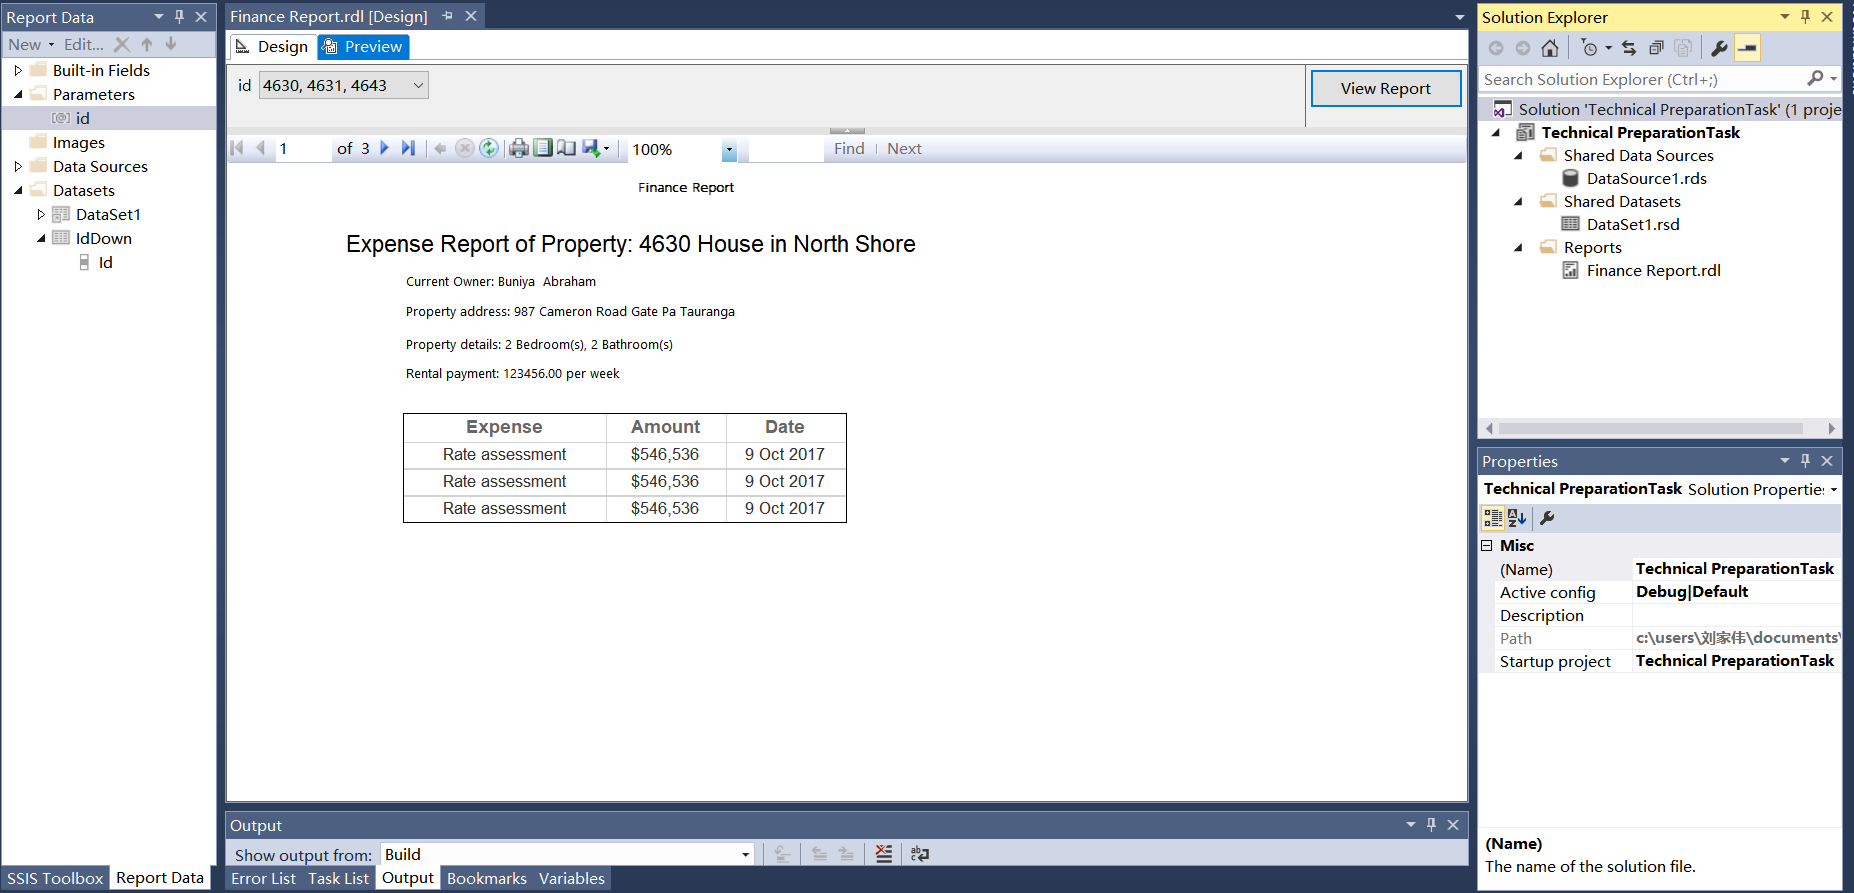 Report Data
New Edit...
Built-in Fields
Parameters
[@] id
Images
Data Sources
Datasets
DataSet1
IdDown
Id
SSIS Toolbox Report Data
Finance Report.rdl [Design]
Design Preview
id 4630, 4631, 4643
View Report
1 of 3 100% Find Next
Finance Report
Expense Report of Property: 4630 House in North Shore
Current Owner: Buniya Abraham
Property address: 987 Cameron Road Gate Pa Tauranga
Property details: 2 Bedroom(s), 2 Bathroom(s)
Rental payment: 123456.00 per week
Expense Amount Date
Rate assessment $546,536 9 Oct 2017
Rate assessment $546,536 9 Oct 2017
Rate assessment $546,536 9 Oct 2017
Output
Show output from: Build
Error List Task List Output Bookmarks Variables
Solution Explorer
Search Solution Explorer (Ctrl+;)
Solution 'Technical PreparationTask' (1 proje
Technical PreparationTask
Shared Data Sources
DataSource1.rds
Shared Datasets
DataSet1.rsd
Reports
Finance Report.rdl
Properties
Technical PreparationTask Solution Properties
Misc
(Name) Technical PreparationTask
Active config Debug|Default
Description
Path c:\users\刘家伟\documents\
Startup project Technical PreparationTask
(Name)
The name of the solution file.